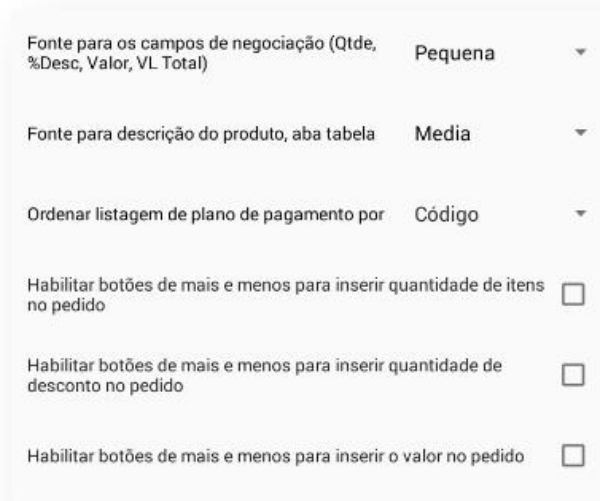 Fonte para os campos de negociação (Qtde,
%Desc, Valor, VL Total)
Pequena
Fonte para descrição do produto, aba tabela
Media
Ordenar listagem de plano de pagamento por
Código
Habilitar botões de mais e menos para inserir quantidade de itens
no pedido
Habilitar botões de mais e menos para inserir quantidade de
desconto no pedido
Habilitar botões de mais e menos para inserir o valor no pedido